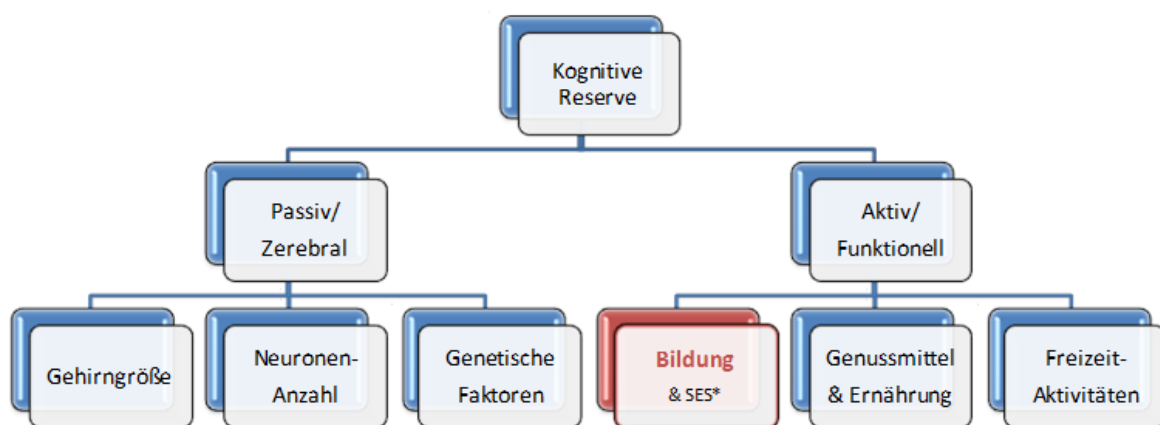 Kognitive
Reserve
Passiv/
Zerebral
Aktiv/
Funktionell
Gehirngröße
Neuronen-
Anzahl
Genetische
Faktoren
Bildung
& SES*
Genussmittel
& Ernährung
Freizeit-
Aktivitäten